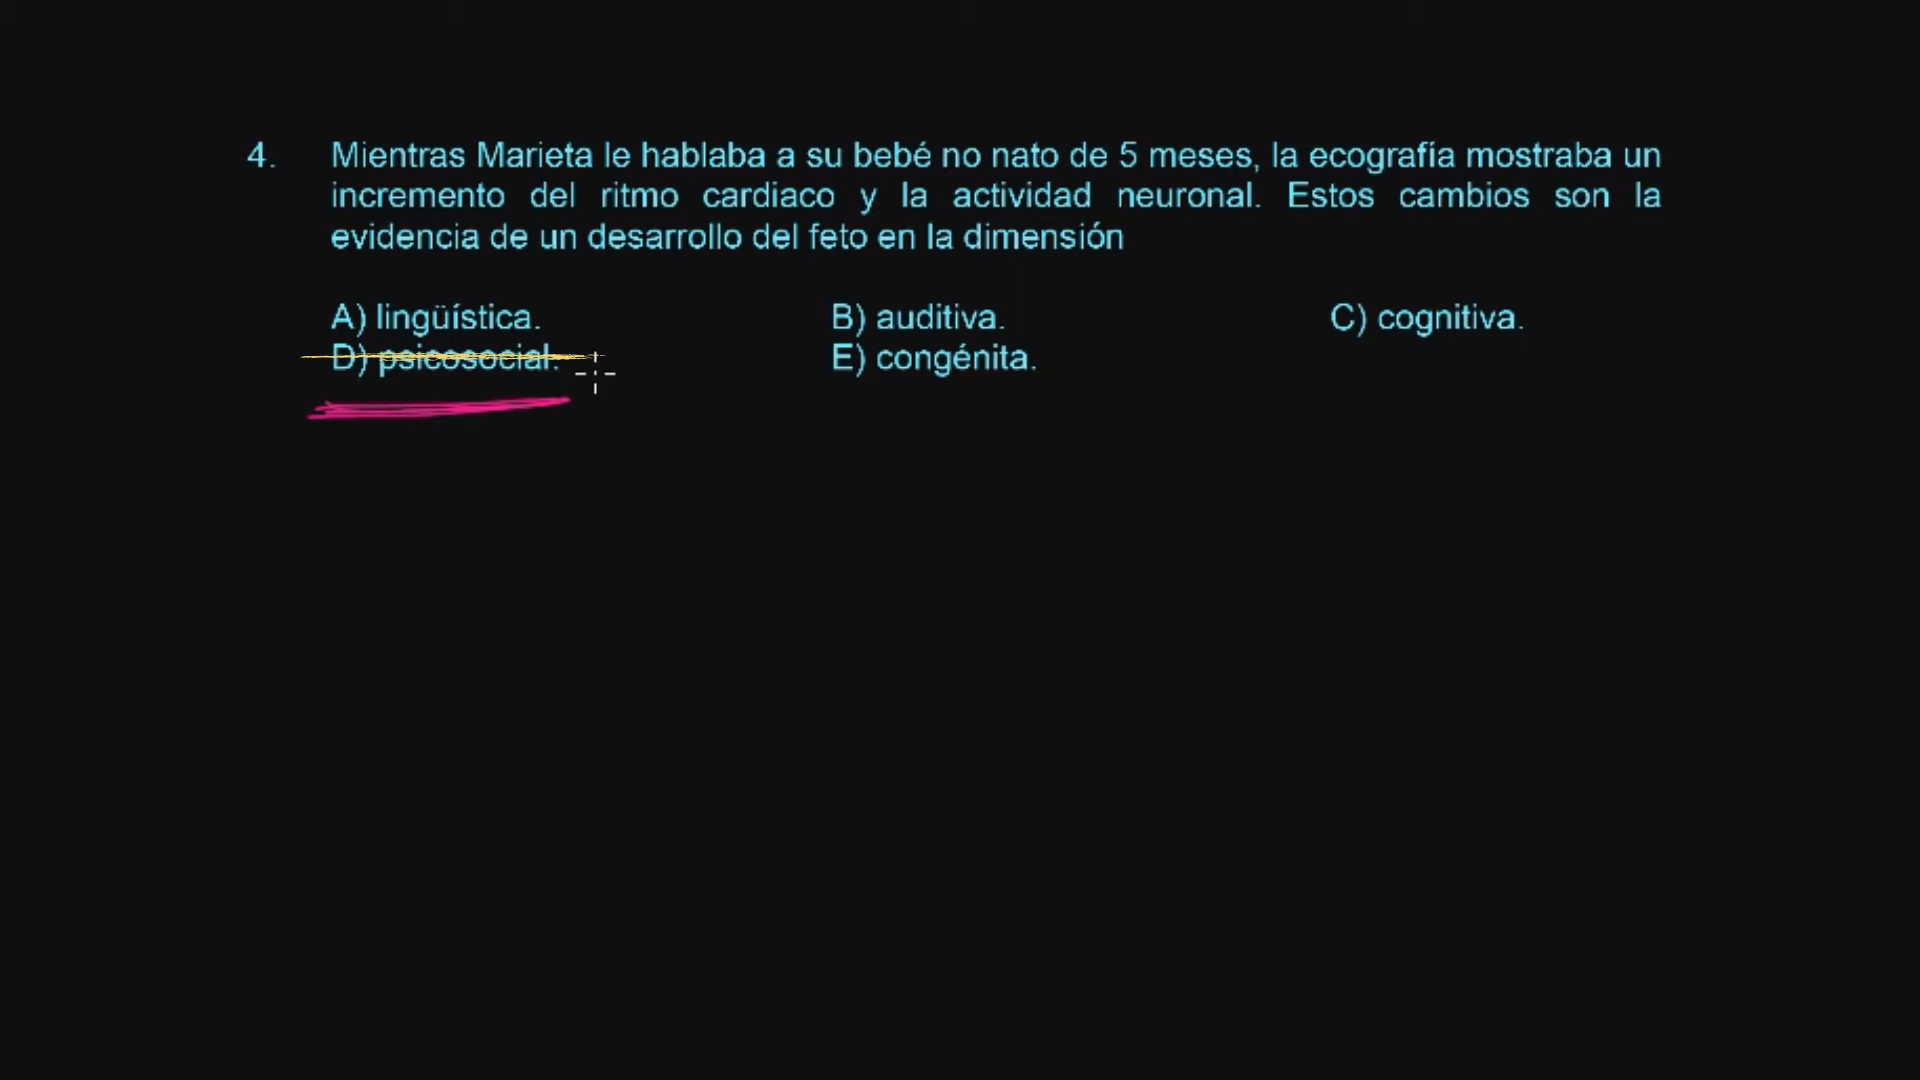 4. Mientras Marieta le hablaba a su bebé no nato de 5 meses, la ecografía mostraba un
incremento del ritmo cardiaco y la actividad neuronal. Estos cambios son la
evidencia de un desarrollo del feto en la dimensión
A) lingüística. B) auditiva. C) cognitiva.
D) psicosocial. E) congénita.